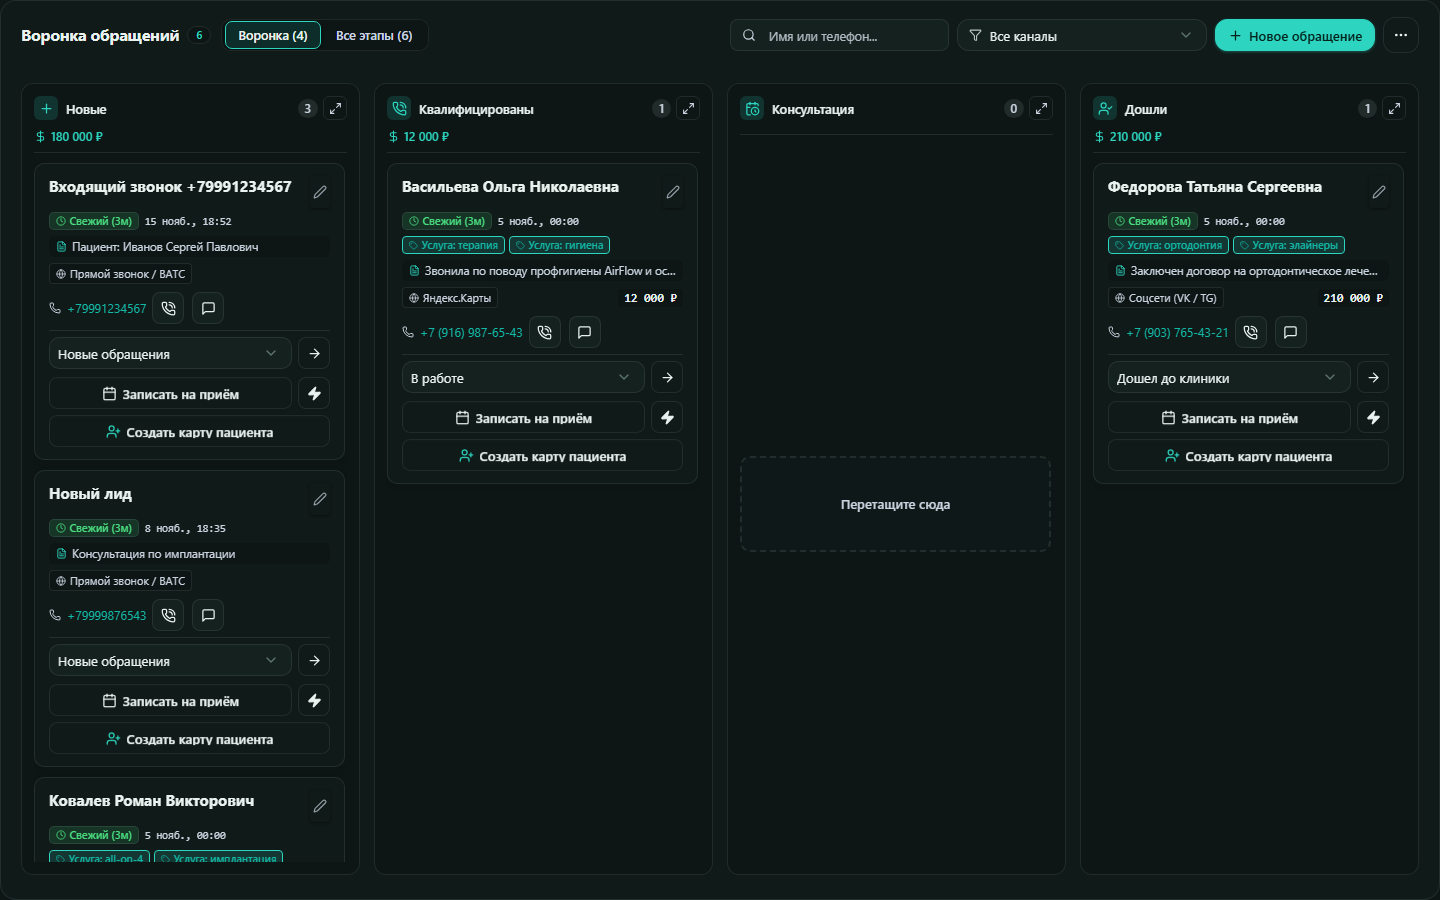 Воронка обращений 6 Воронка (4) Все этапы (6) Имя или телефон... Все каналы + Новое обращение ...
Новые 3
$ 180 000 ₽
Входящий звонок +79991234567
Свежий (3м) 15 нояб., 18:52
Пациент: Иванов Сергей Павлович
Прямой звонок / ВАТС
+79991234567
Новые обращения
Записать на приём
Создать карту пациента
Новый лид
Свежий (3м) 8 нояб., 18:35
Консультация по имплантации
Прямой звонок / ВАТС
+79999876543
Новые обращения
Записать на приём
Создать карту пациента
Ковалев Роман Викторович
Свежий (3м) 5 нояб., 00:00
Услуга: all-on-4 Услуга: имплантация
Квалифицированы 1
$ 12 000 ₽
Васильева Ольга Николаевна
Свежий (3м) 5 нояб., 00:00
Услуга: терапия Услуга: гигиена
Звонила по поводу профгигиены AirFlow и ос...
Яндекс.Карты 12 000 ₽
+7 (916) 987-65-43
В работе
Записать на приём
Создать карту пациента
Консультация 0
Перетащите сюда
Дошли 1
$ 210 000 ₽
Федорова Татьяна Сергеевна
Свежий (3м) 5 нояб., 00:00
Услуга: ортодонтия Услуга: элайнеры
Заключен договор на ортодонтическое лече...
Соцсети (VK / TG) 210 000 ₽
+7 (903) 765-43-21
Дошел до клиники
Записать на приём
Создать карту пациента